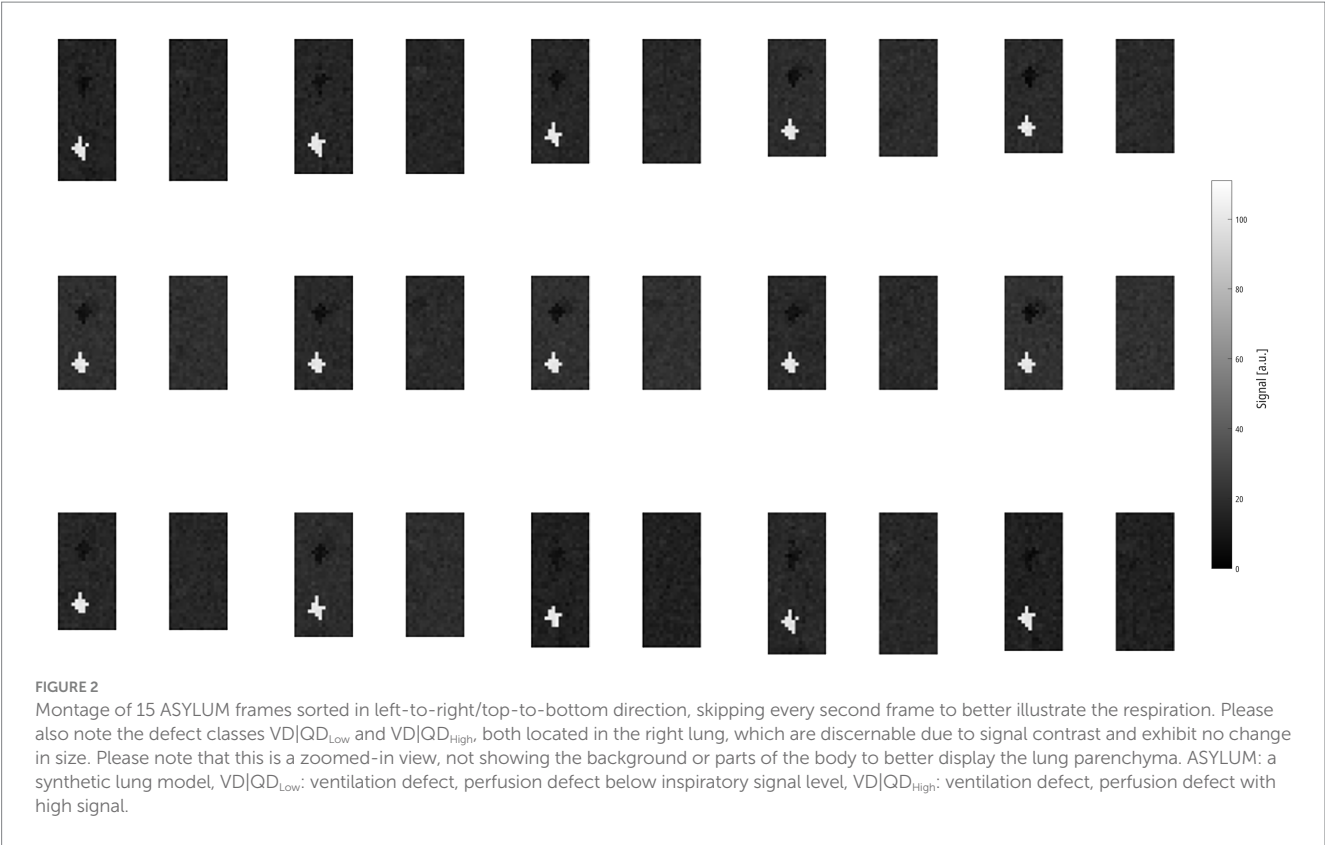 100
80
60
40
20
0
Signal [a.u.]
FIGURE 2
Montage of 15 ASYLUM frames sorted in left-to-right/top-to-bottom direction, skipping every second frame to better illustrate the respiration. Please
also note the defect classes VD|QDLow and VD|QDHigh, both located in the right lung, which are discernable due to signal contrast and exhibit no change
in size. Please note that this is a zoomed-in view, not showing the background or parts of the body to better display the lung parenchyma. ASYLUM: a
synthetic lung model, VD|QDLow: ventilation defect, perfusion defect below inspiratory signal level, VD|QDHigh: ventilation defect, perfusion defect with
high signal.